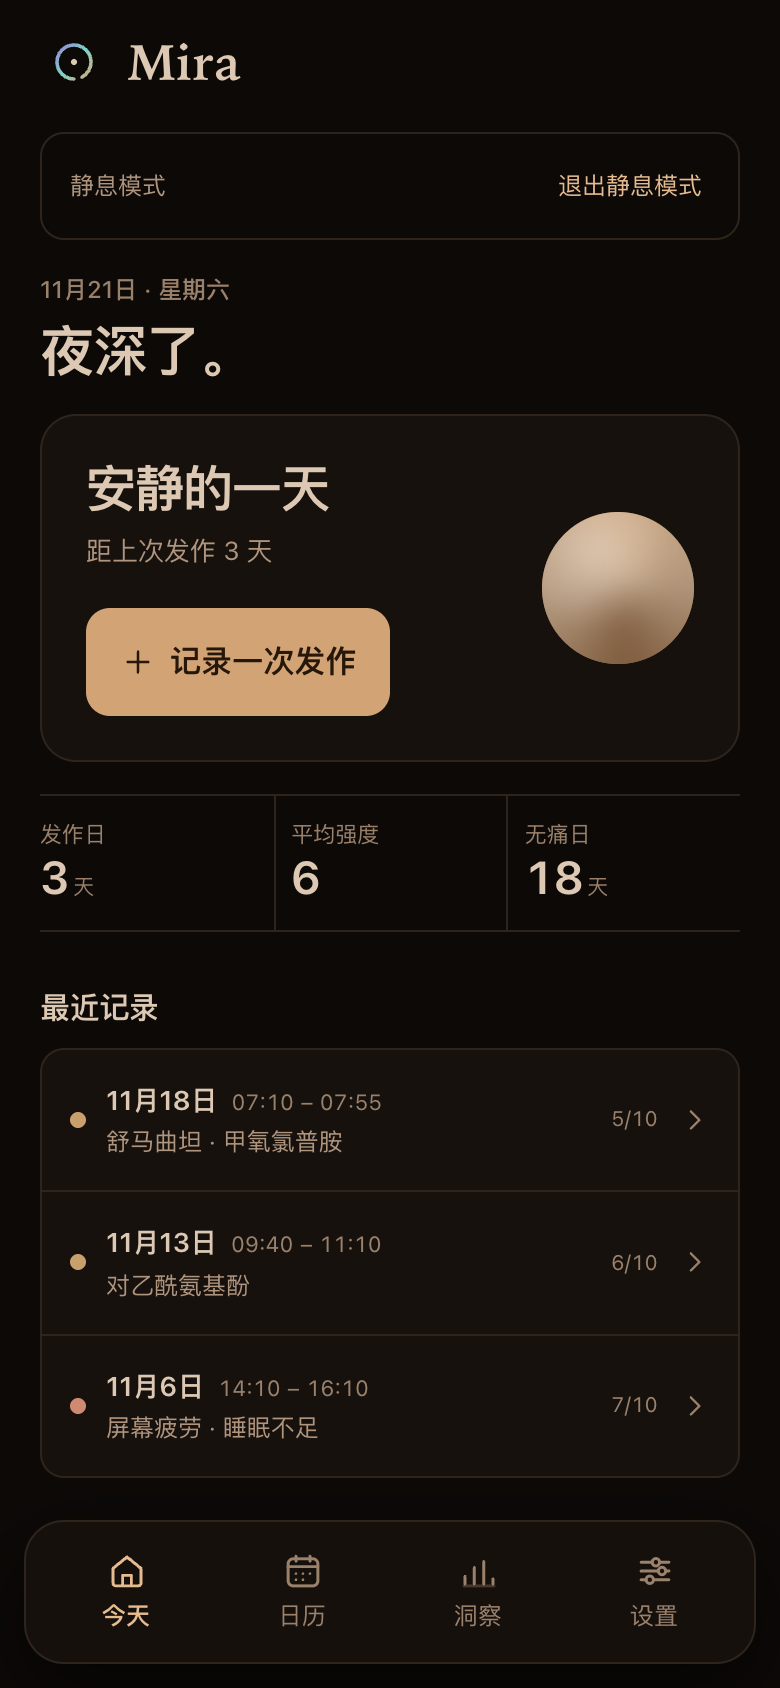 Mira
静息模式 退出静息模式
11月21日 · 星期六
夜深了。
安静的一天
距上次发作 3 天
+ 记录一次发作
发作日 平均强度 无痛日
3 天 6 18 天
最近记录
11月18日 07:10 – 07:55
舒马曲坦 · 甲氧氯普胺
5/10
11月13日 09:40 – 11:10
对乙酰氨基酚
6/10
11月6日 14:10 – 16:10
屏幕疲劳 · 睡眠不足
7/10
今天 日历 洞察 设置